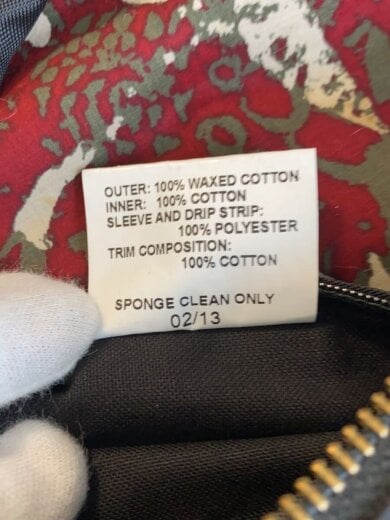 OUTER: 100% WAXED COTTON
INNER: 100% COTTON
SLEEVE AND DRIP STRIP:
100% POLYESTER
TRIM COMPOSITION:
100% COTTON
SPONGE CLEAN ONLY
02/13